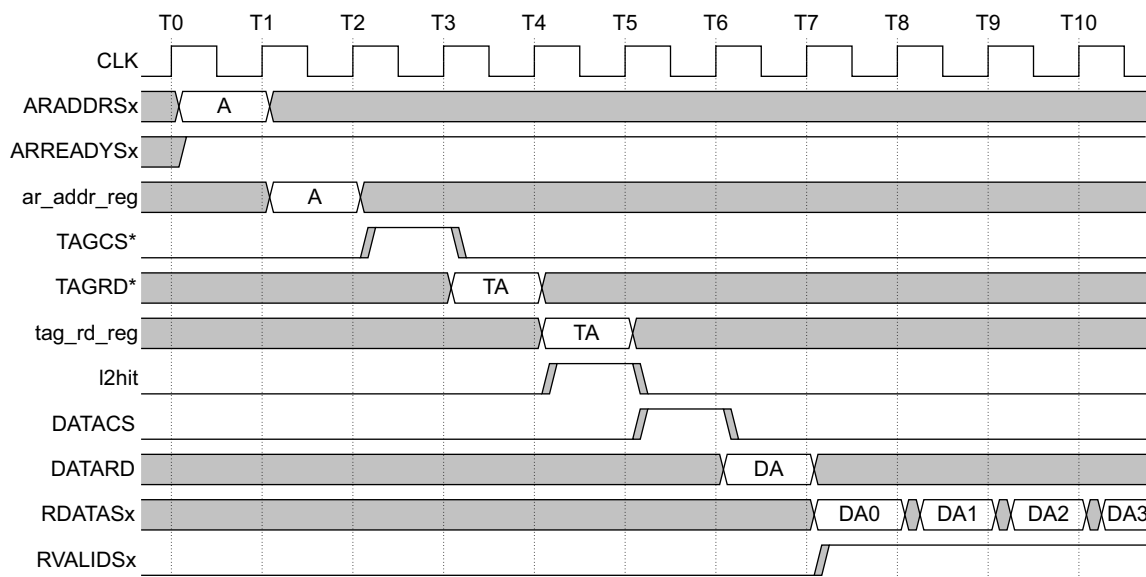 T0 T1 T2 T3 T4 T5 T6 T7 T8 T9 T10
CLK
ARADDRSx A
ARREADYSx
ar_addr_reg A
TAGCS*
TAGRD* TA
tag_rd_reg TA
l2hit
DATACS
DATARD DA
RDATASx DA0 DA1 DA2 DA3
RVALIDSx